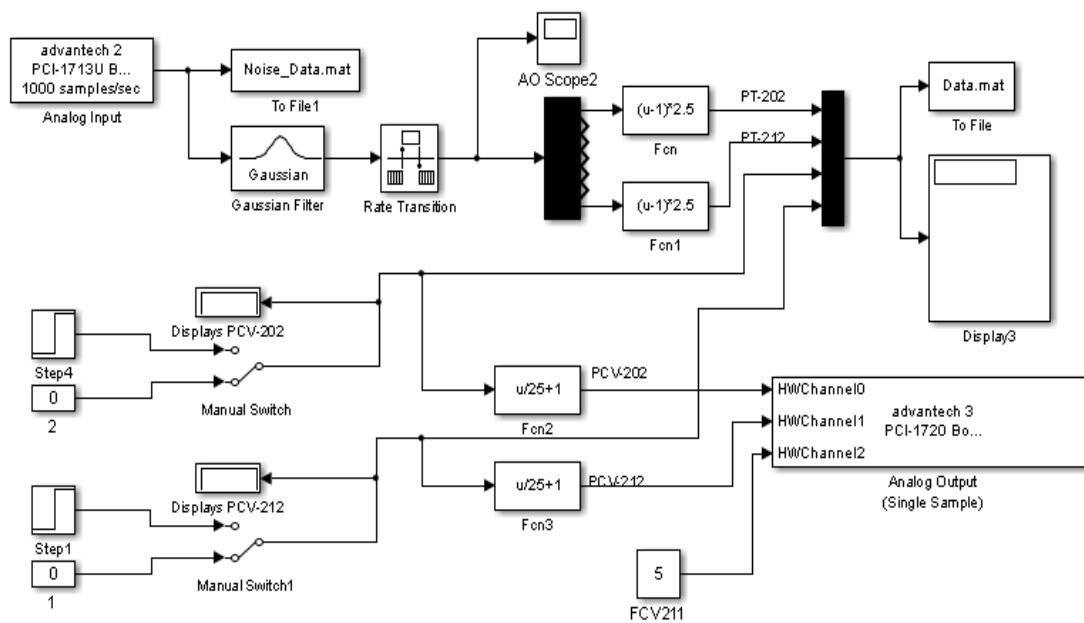 advantech 2
PCI-1713U B...
1000 samples/sec
Analog Input
Noise_Data.mat
To File1
Gaussian
Gaussian Filter
Rate Transition
AO Scope2
(u-1)*2.5
Fcn
(u-1)*2.5
Fcn1
PT-202
PT-212
Data.mat
To File
Display3
Displays PCV-202
Step4
0
2
Manual Switch
u/25+1
Fcn2
PCV-202
Displays PCV-212
Step1
0
1
Manual Switch1
u/25+1
Fcn3
PCV-212
HWChannel0
HWChannel1
HWChannel2
advantech 3
PCI-1720 Bo...
Analog Output
(Single Sample)
5
FCV211